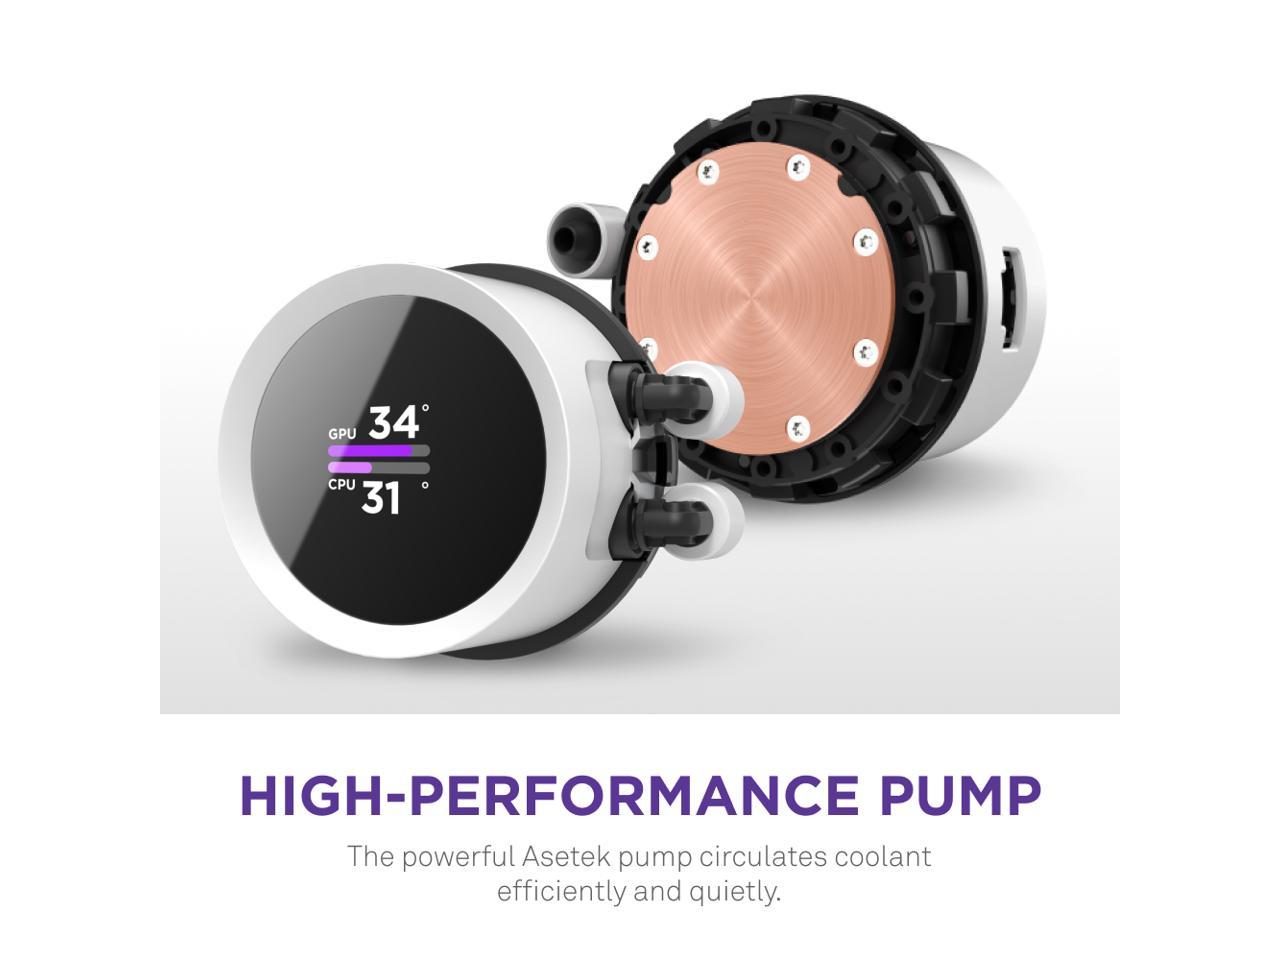 GPU 34°
CPU 31 °
HIGH-PERFORMANCE PUMP
The powerful Asetek pump circulates coolant
efficiently and quietly.